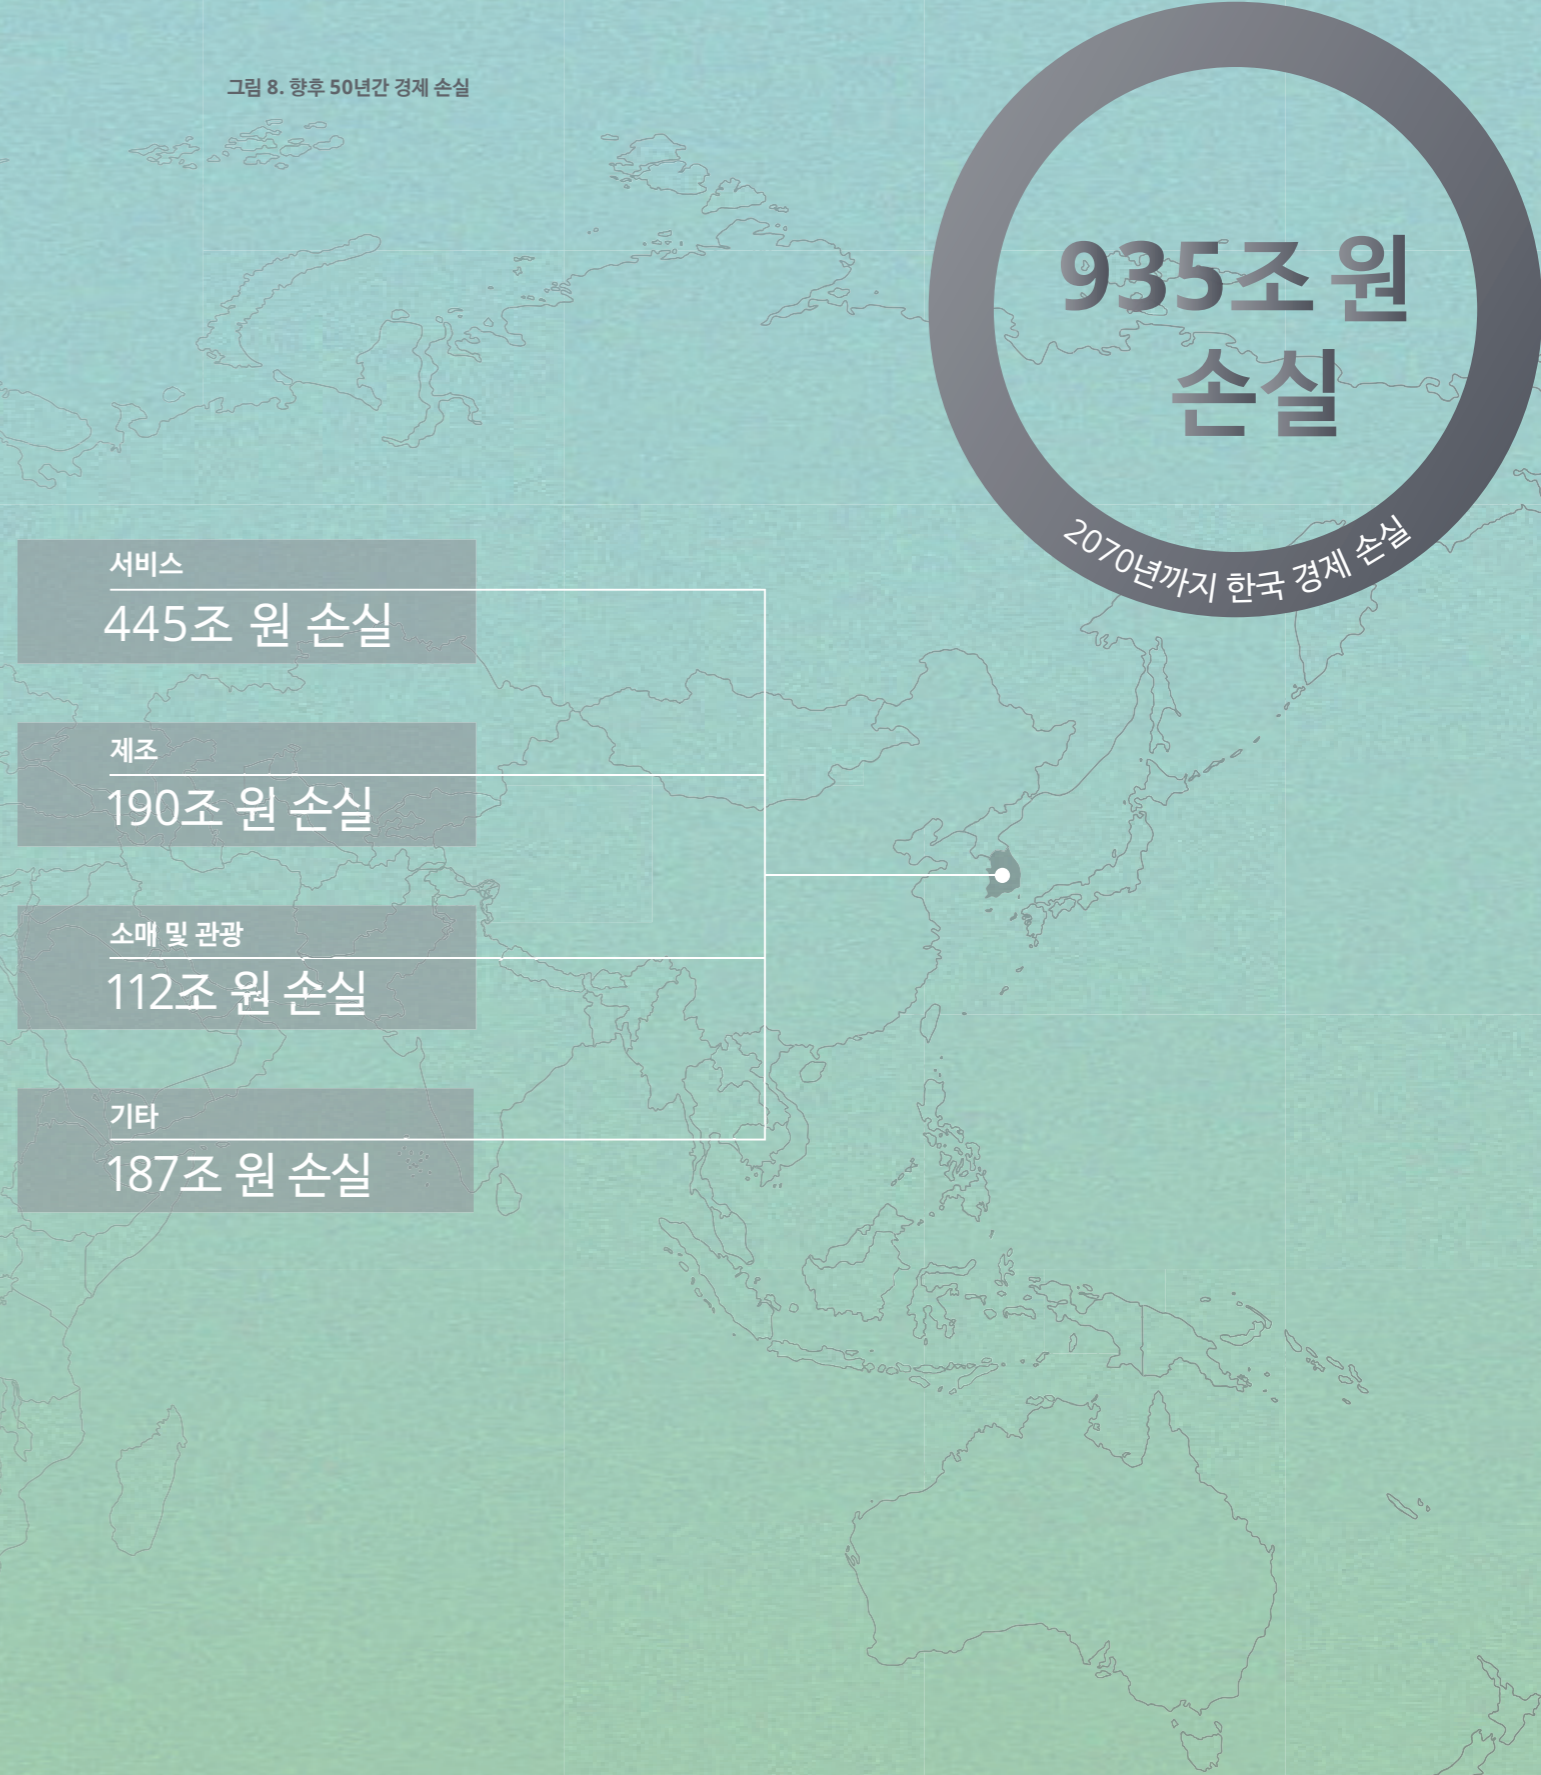 그림 8. 향후 50년간 경제 손실
935조 원
손실
2070년까지 한국 경제 손실
서비스
445조 원 손실
제조
190조 원 손실
소매 및 관광
112조 원 손실
기타
187조 원 손실